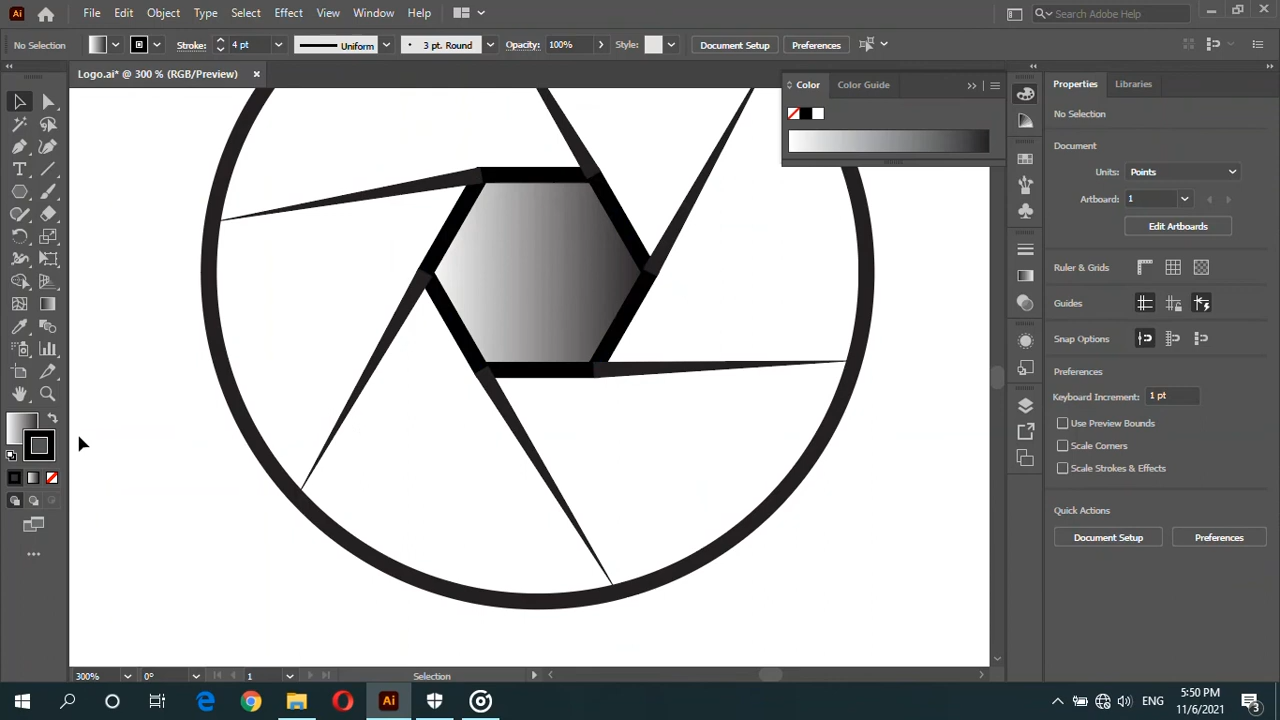 Ai File Edit Object Type Select Effect View Window Help Search Adobe Help
No Selection Stroke: 4 pt Uniform 3 pt. Round Opacity: 100% Style: Document Setup Preferences
Logo.ai* @ 300 % (RGB/Preview)
Color Color Guide
Properties Libraries
No Selection
Document
Units: Points
Artboard: 1
Edit Artboards
Ruler & Grids
Guides
Snap Options
Preferences
Keyboard Increment: 1 pt
Use Preview Bounds
Scale Corners
Scale Strokes & Effects
Quick Actions
Document Setup Preferences
300% 0° 1 Selection
Ai ENG 5:50 PM
11/6/2021 3